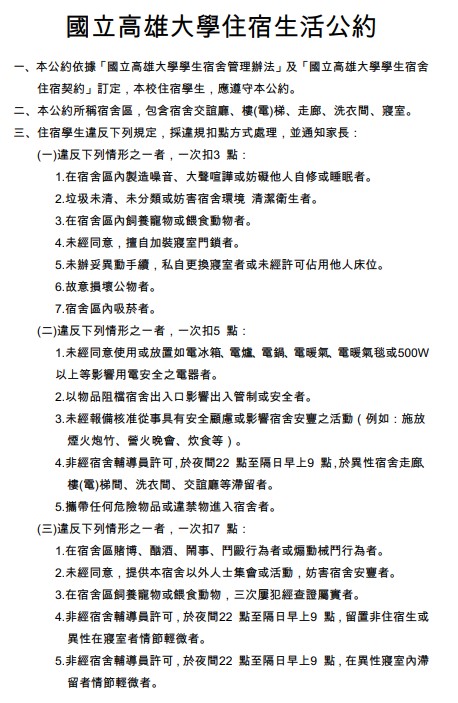 國立高雄大學住宿生活公約
一、本公約依據「國立高雄大學學生宿舍管理辦法」及「國立高雄大學學生宿舍
住宿契約」訂定，本校住宿學生，應遵守本公約。
二、本公約所稱宿舍區，包含宿舍交誼廳、樓(電)梯、走廊、洗衣間、寢室。
三、住宿學生違反下列規定，採違規扣點方式處理，並通知家長：
(一)違反下列情形之一者，一次扣3 點：
1.在宿舍區內製造噪音、大聲喧譁或妨礙他人自修或睡眠者。
2.垃圾未清、未分類或妨害宿舍環境 清潔衛生者。
3.在宿舍區內飼養寵物或餵食動物者。
4.未經同意，擅自加裝寢室門鎖者。
5.未辦妥異動手續，私自更換寢室者或未經許可佔用他人床位。
6.故意損壞公物者。
7.宿舍區內吸菸者。
(二)違反下列情形之一者，一次扣5 點：
1.未經同意使用或放置如電冰箱、電爐、電鍋、電暖氣、電暖氣毯或500W
以上等影響用電安全之電器者。
2.以物品阻檔宿舍出入口影響出入管制或安全者。
3.未經報備核准從事具有安全顧慮或影響宿舍安寧之活動（例如：施放
煙火炮竹、營火晚會、炊食等）。
4.非經宿舍輔導員許可，於夜間22 點至隔日早上9 點，於異性宿舍走廊、
樓(電)梯間、洗衣間、交誼廳等滯留者。
5.攜帶任何危險物品或違禁物進入宿舍者。
(三)違反下列情形之一者，一次扣7 點：
1.在宿舍區賭博、酗酒、鬧事、鬥毆行為者或煽動械鬥行為者。
2.未經同意，提供本宿舍以外人士集會或活動，妨害宿舍安寧者。
3.在宿舍區飼養寵物或餵食動物，三次屢犯經查證屬實者。
4.非經宿舍輔導員許可，於夜間22 點至隔日早上9 點，留置非住宿生或
異性在寢室者情節輕微者。
5.非經宿舍輔導員許可，於夜間22 點至隔日早上9 點，在異性寢室內滯
留者情節輕微者。